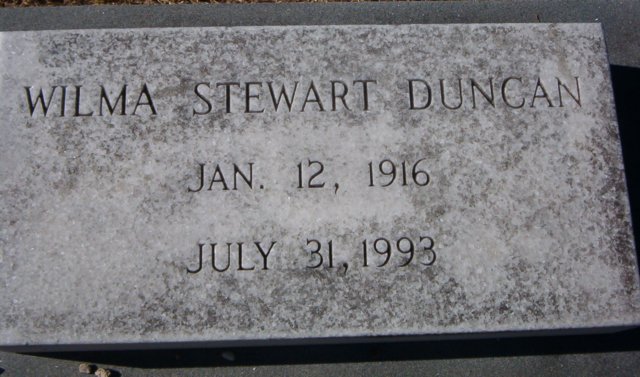 WILMA STEWART DUNCAN
JAN. 12, 1916
JULY 31, 1993